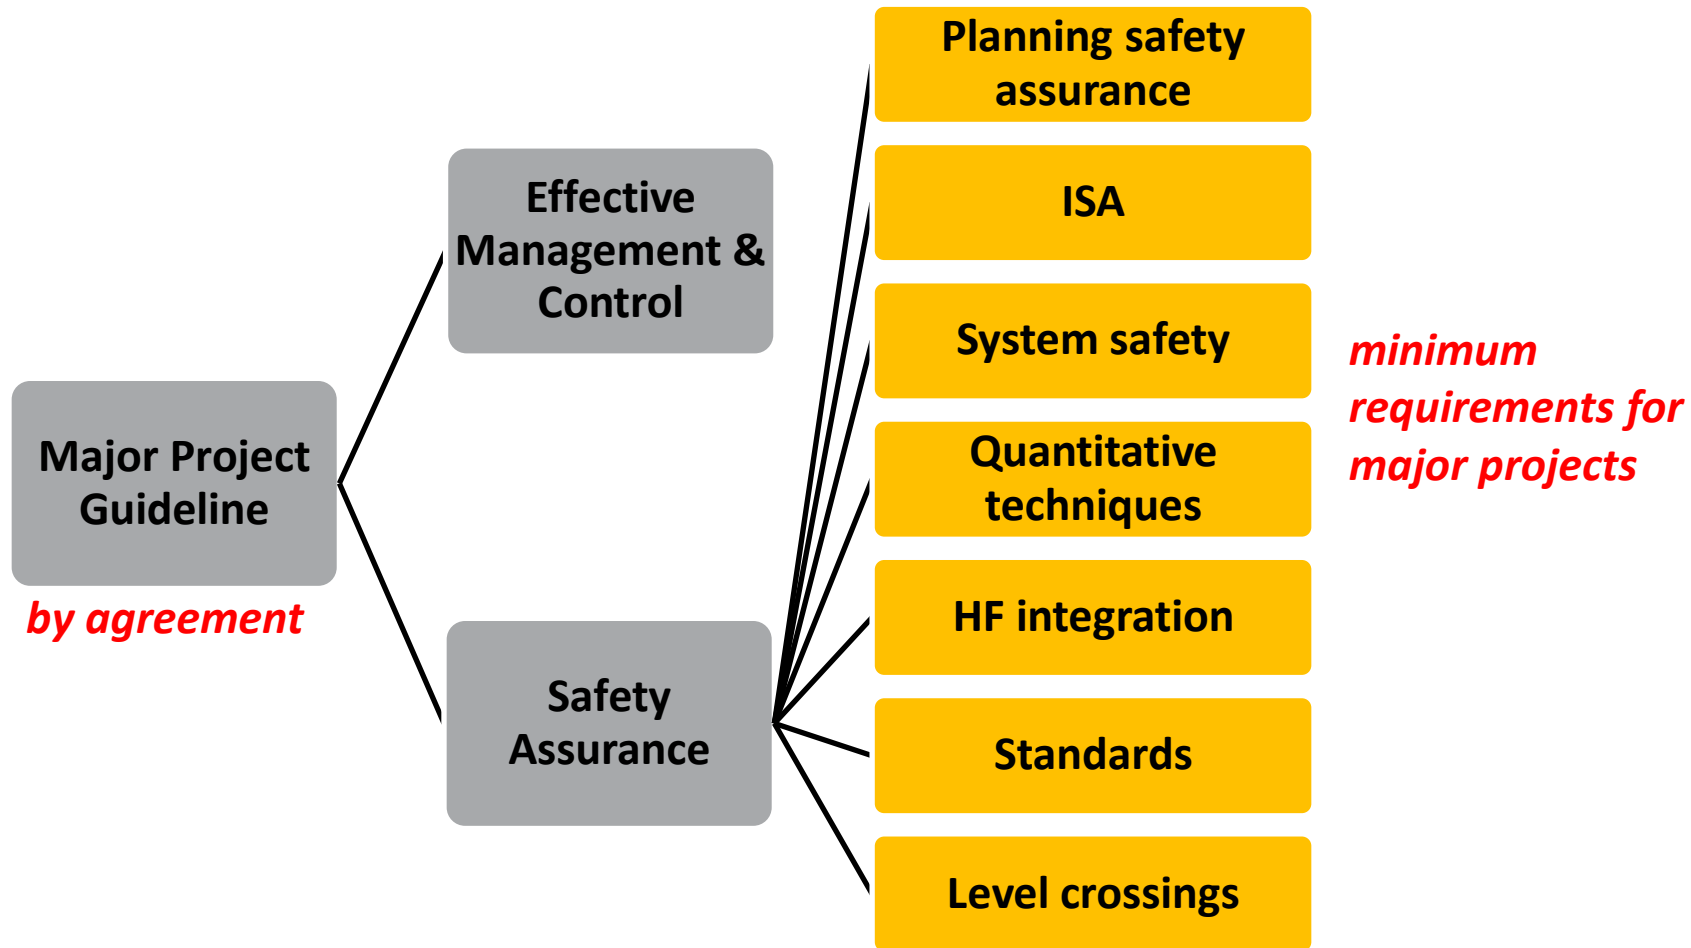 Major Project
Guideline
by agreement
Effective
Management &
Control
Safety
Assurance
Planning safety
assurance
ISA
System safety
Quantitative
techniques
HF integration
Standards
Level crossings
minimum
requirements for
major projects